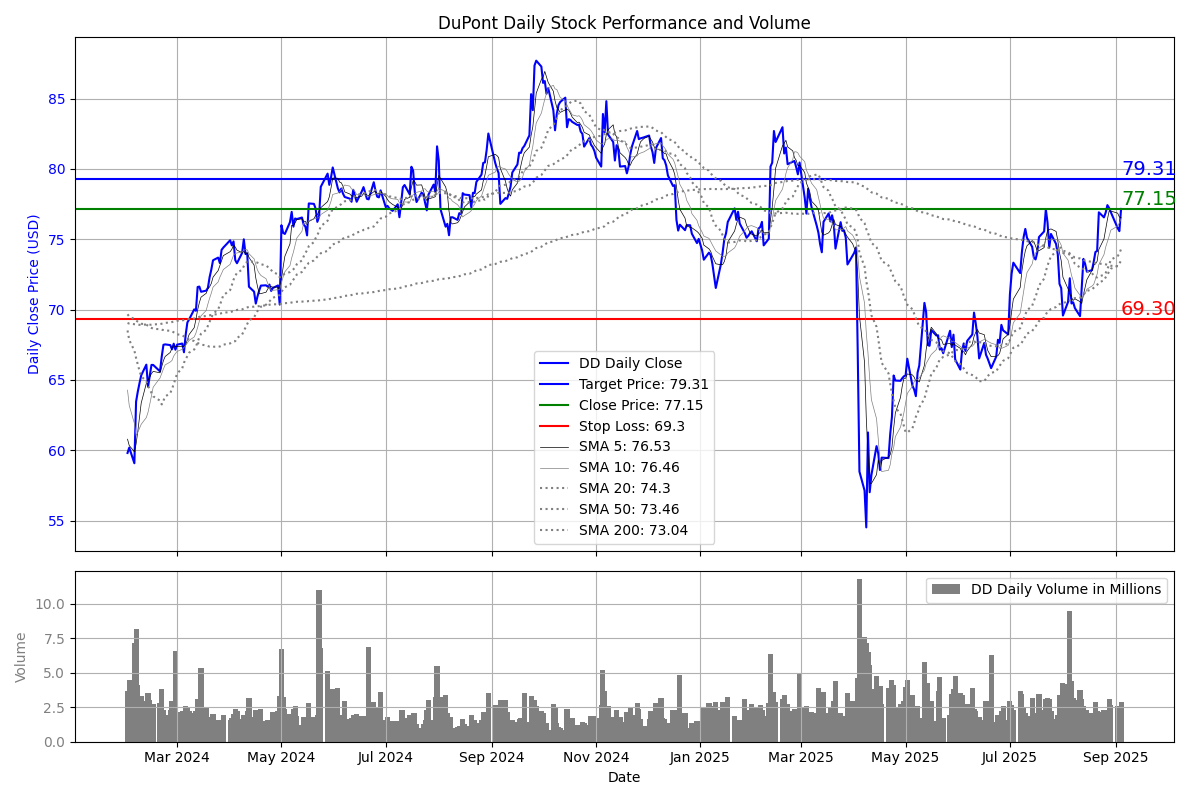 DuPont Daily Stock Performance and Volume
Daily Close Price (USD)
85
80
75
70
65
60
55
79.31
77.15
69.30
DD Daily Close
Target Price: 79.31
Close Price: 77.15
Stop Loss: 69.3
SMA 5: 76.53
SMA 10: 76.46
SMA 20: 74.3
SMA 50: 73.46
SMA 200: 73.04
Volume
10.0
7.5
5.0
2.5
0.0
DD Daily Volume in Millions
Mar 2024 May 2024 Jul 2024 Sep 2024 Nov 2024 Jan 2025 Mar 2025 May 2025 Jul 2025 Sep 2025
Date